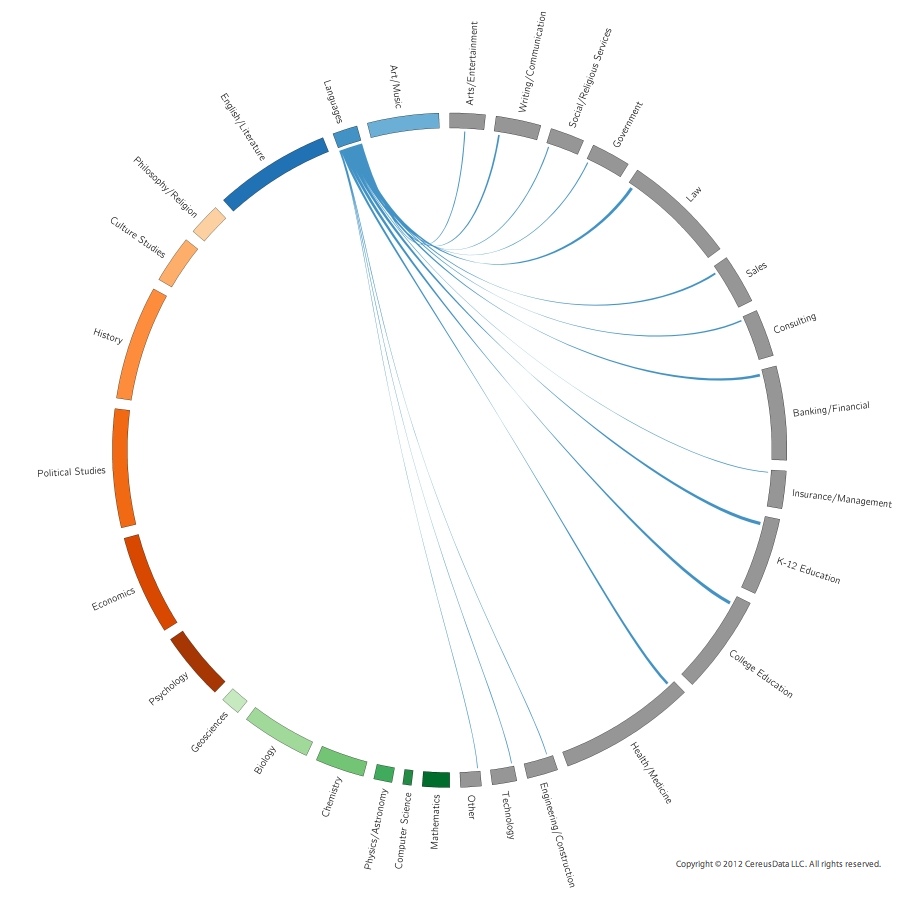 Arts/Entertainment
Writing/Communication
Social/Religious Services
Government
Law
Sales
Consulting
Banking/Financial
Insurance/Management
K-12 Education
College Education
Health/Medicine
Engineering/Construction
Technology
Other
Mathematics
Computer Science
Physics/Astronomy
Chemistry
Biology
Geosciences
Psychology
Economics
Political Studies
History
Culture Studies
Philosophy/Religion
English/Literature
Languages
Art/Music
Copyright © 2012 CereusData LLC. All rights reserved.